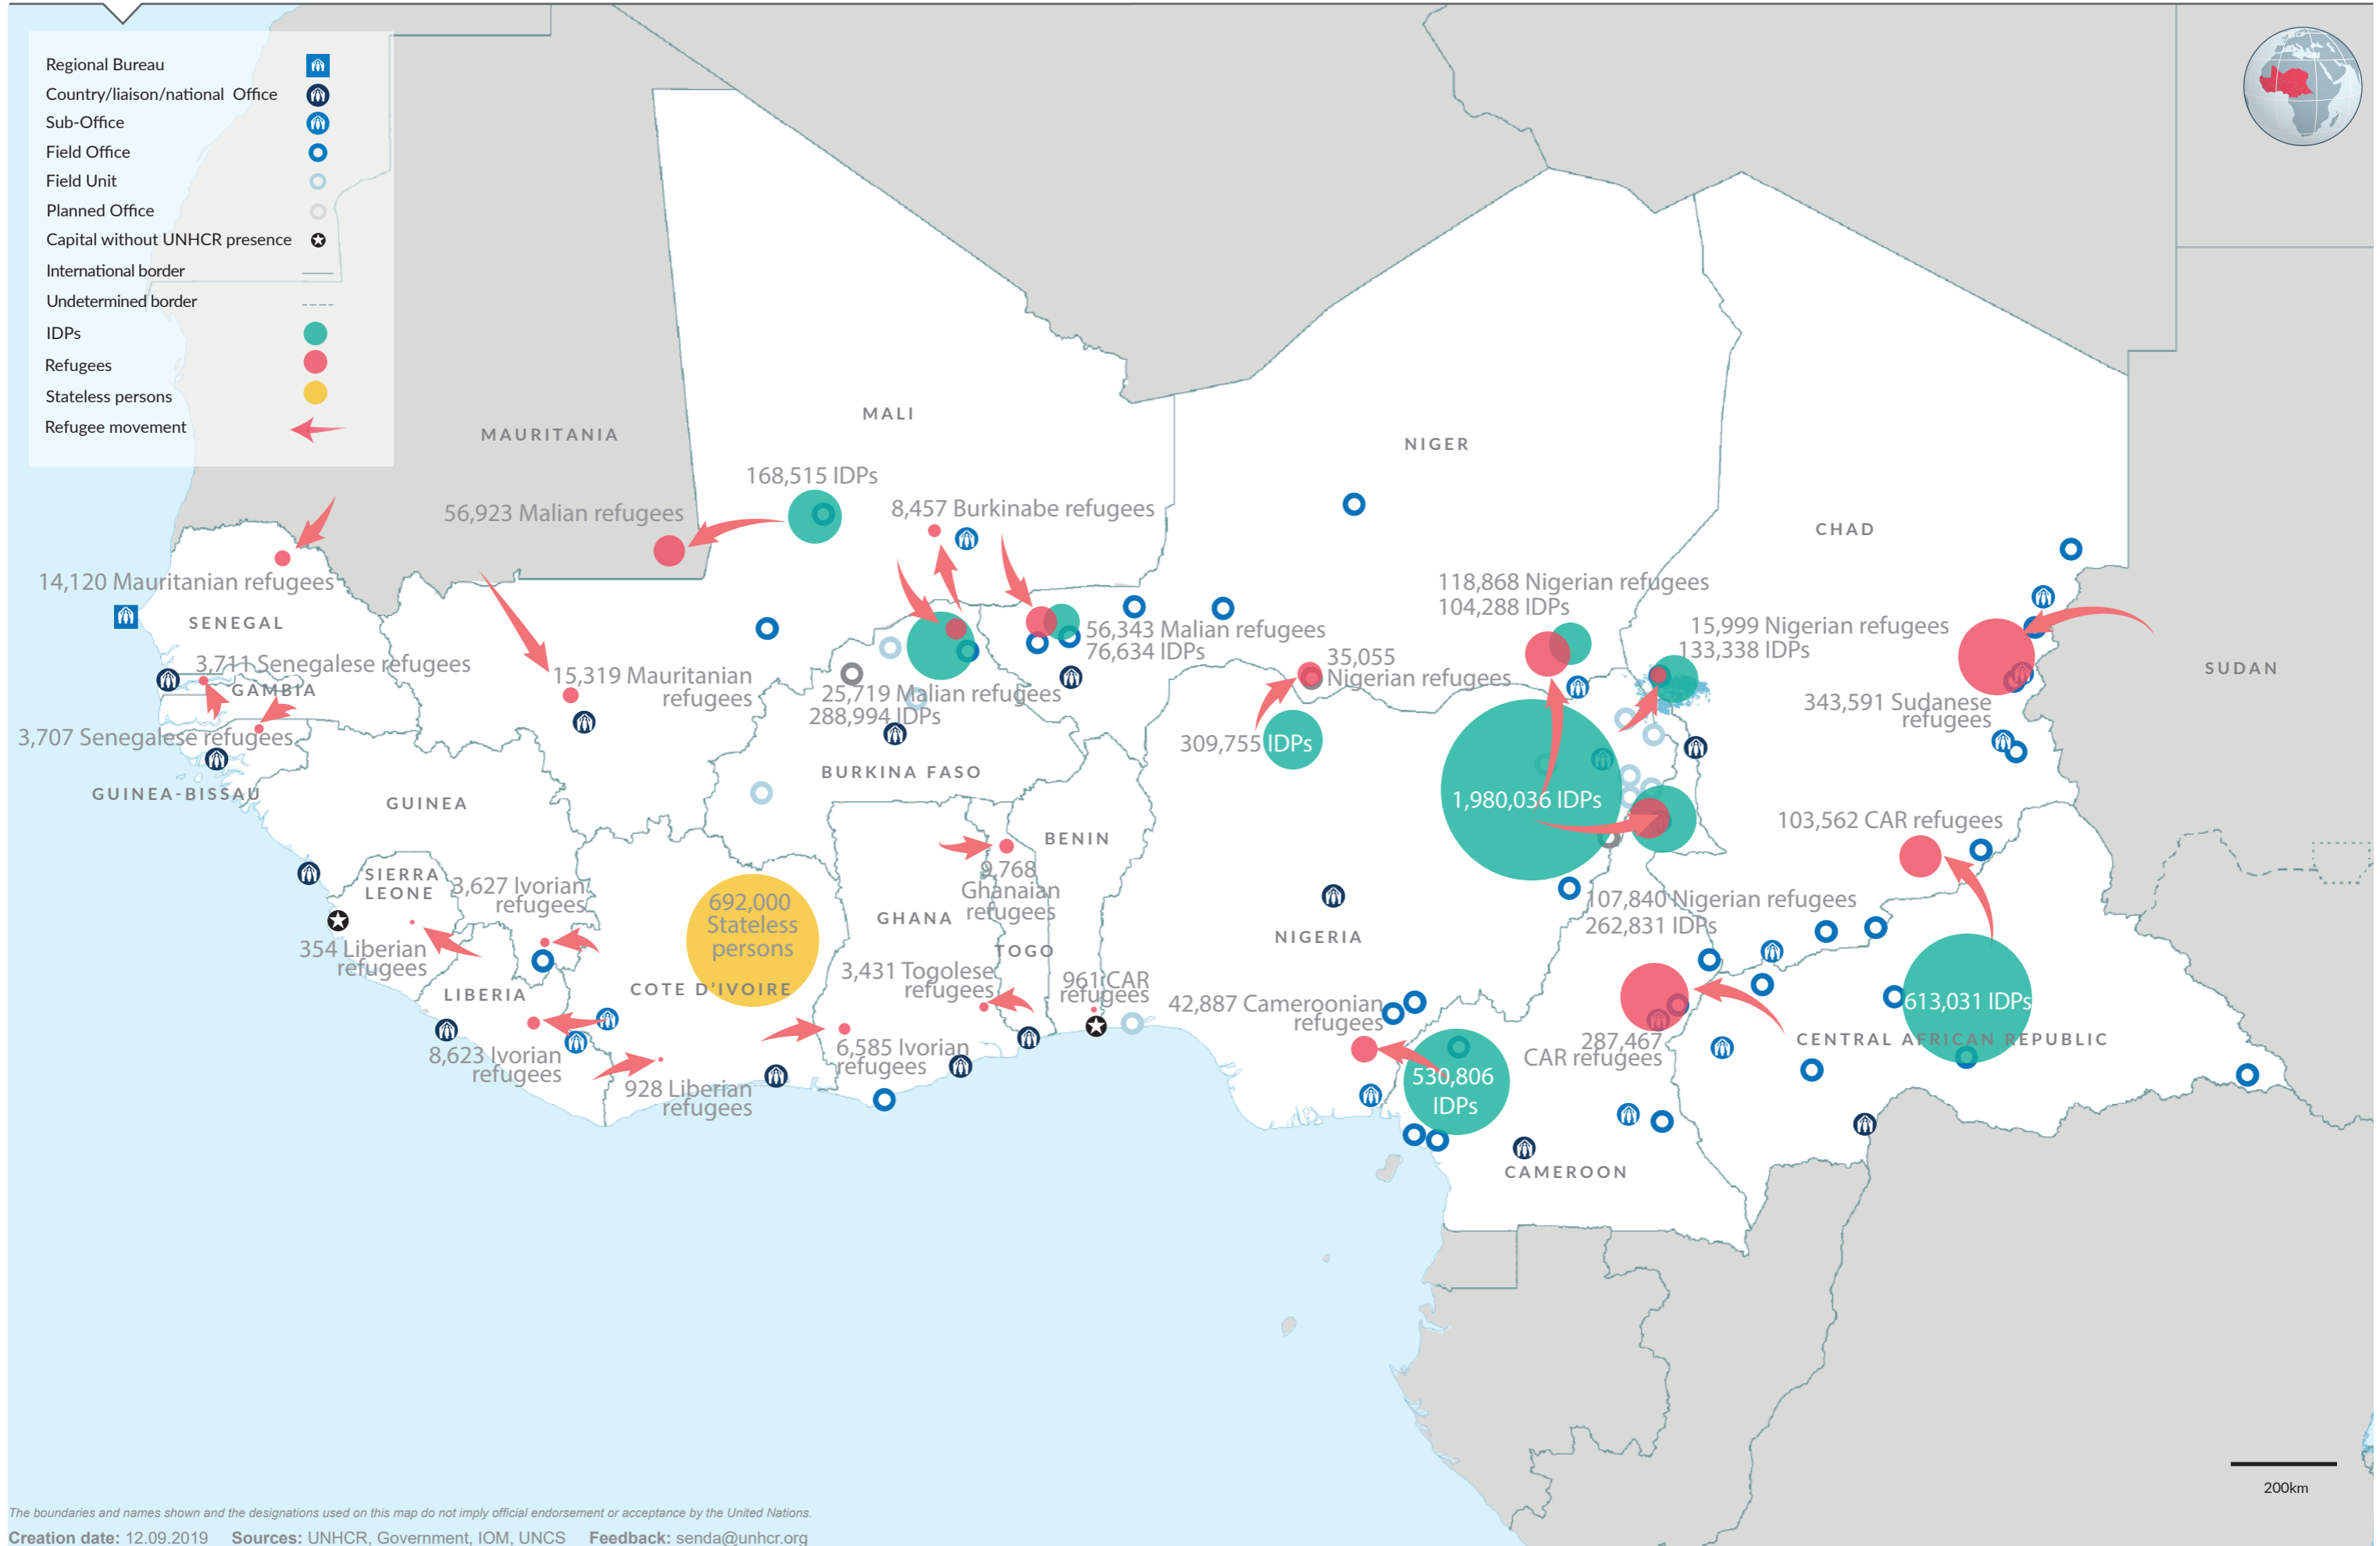 Regional Bureau
Country/liaison/national Office
Sub-Office
Field Office
Field Unit
Planned Office
Capital without UNHCR presence
International border
Undetermined border
IDPs
Refugees
Stateless persons
Refugee movement
MALI
MAURITANIA
NIGER
168,515 IDPs
56,923 Malian refugees
8,457 Burkinabe refugees
CHAD
14,120 Mauritanian refugees
118,868 Nigerian refugees
104,288 IDPs
SENEGAL
56,343 Malian refugees
76,634 IDPs
15,999 Nigerian refugees
133,338 IDPs
3,711 Senegalese refugees
GAMBIA
15,319 Mauritanian
refugees
35,055
Nigerian refugees
SUDAN
25,719 Malian refugees
288,994 IDPs
343,591 Sudanese
refugees
3,707 Senegalese refugees
309,755 IDPs
GUINEA-BISSAU
GUINEA
BURKINA FASO
1,980,036 IDPs
BENIN
103,562 CAR refugees
SIERRA
LEONE
3,627 Ivorian
refugees
692,000
Stateless
persons
9,768
Ghanaian
refugees
GHANA
107,840 Nigerian refugees
262,831 IDPs
354 Liberian
refugees
NIGERIA
TOGO
LIBERIA
COTE D'IVOIRE
3,431 Togolese
refugees
961 CAR
refugees
42,887 Cameroonian
refugees
613,031 IDPs
287,467
CAR refugees
CENTRAL AFRICAN REPUBLIC
8,623 Ivorian
refugees
6,585 Ivorian
refugees
928 Liberian
refugees
530,806
IDPs
CAMEROON
200km
The boundaries and names shown and the designations used on this map do not imply official endorsement or acceptance by the United Nations.
Creation date: 12.09.2019 Sources: UNHCR, Government, IOM, UNCS Feedback: senda@unhcr.org